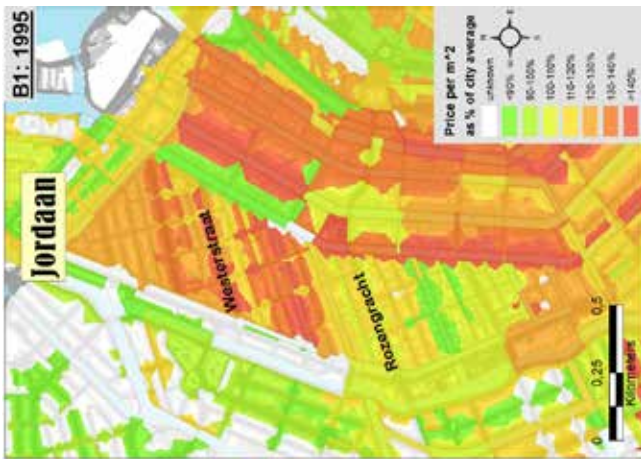 B1: 1995
Jordaan
Westerstraat
Rozengracht
Price per m^2
as % of city average
unknown
<90%
90-100%
100-100%
110-120%
120-130%
130-140%
>140%
N
E
S
W
0
0,25
0,5
Kilometers